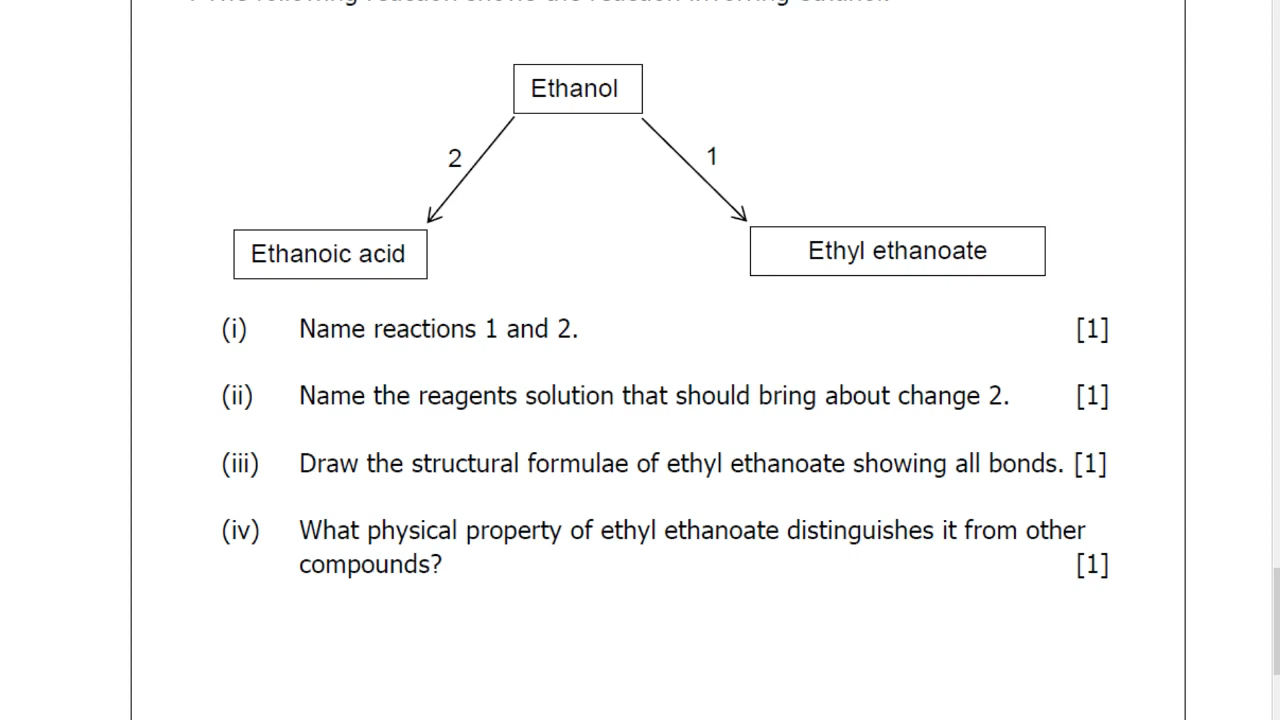 Ethanol
2
1
Ethanoic acid
Ethyl ethanoate
(i) Name reactions 1 and 2. [1]
(ii) Name the reagents solution that should bring about change 2. [1]
(iii) Draw the structural formulae of ethyl ethanoate showing all bonds. [1]
(iv) What physical property of ethyl ethanoate distinguishes it from other
compounds? [1]